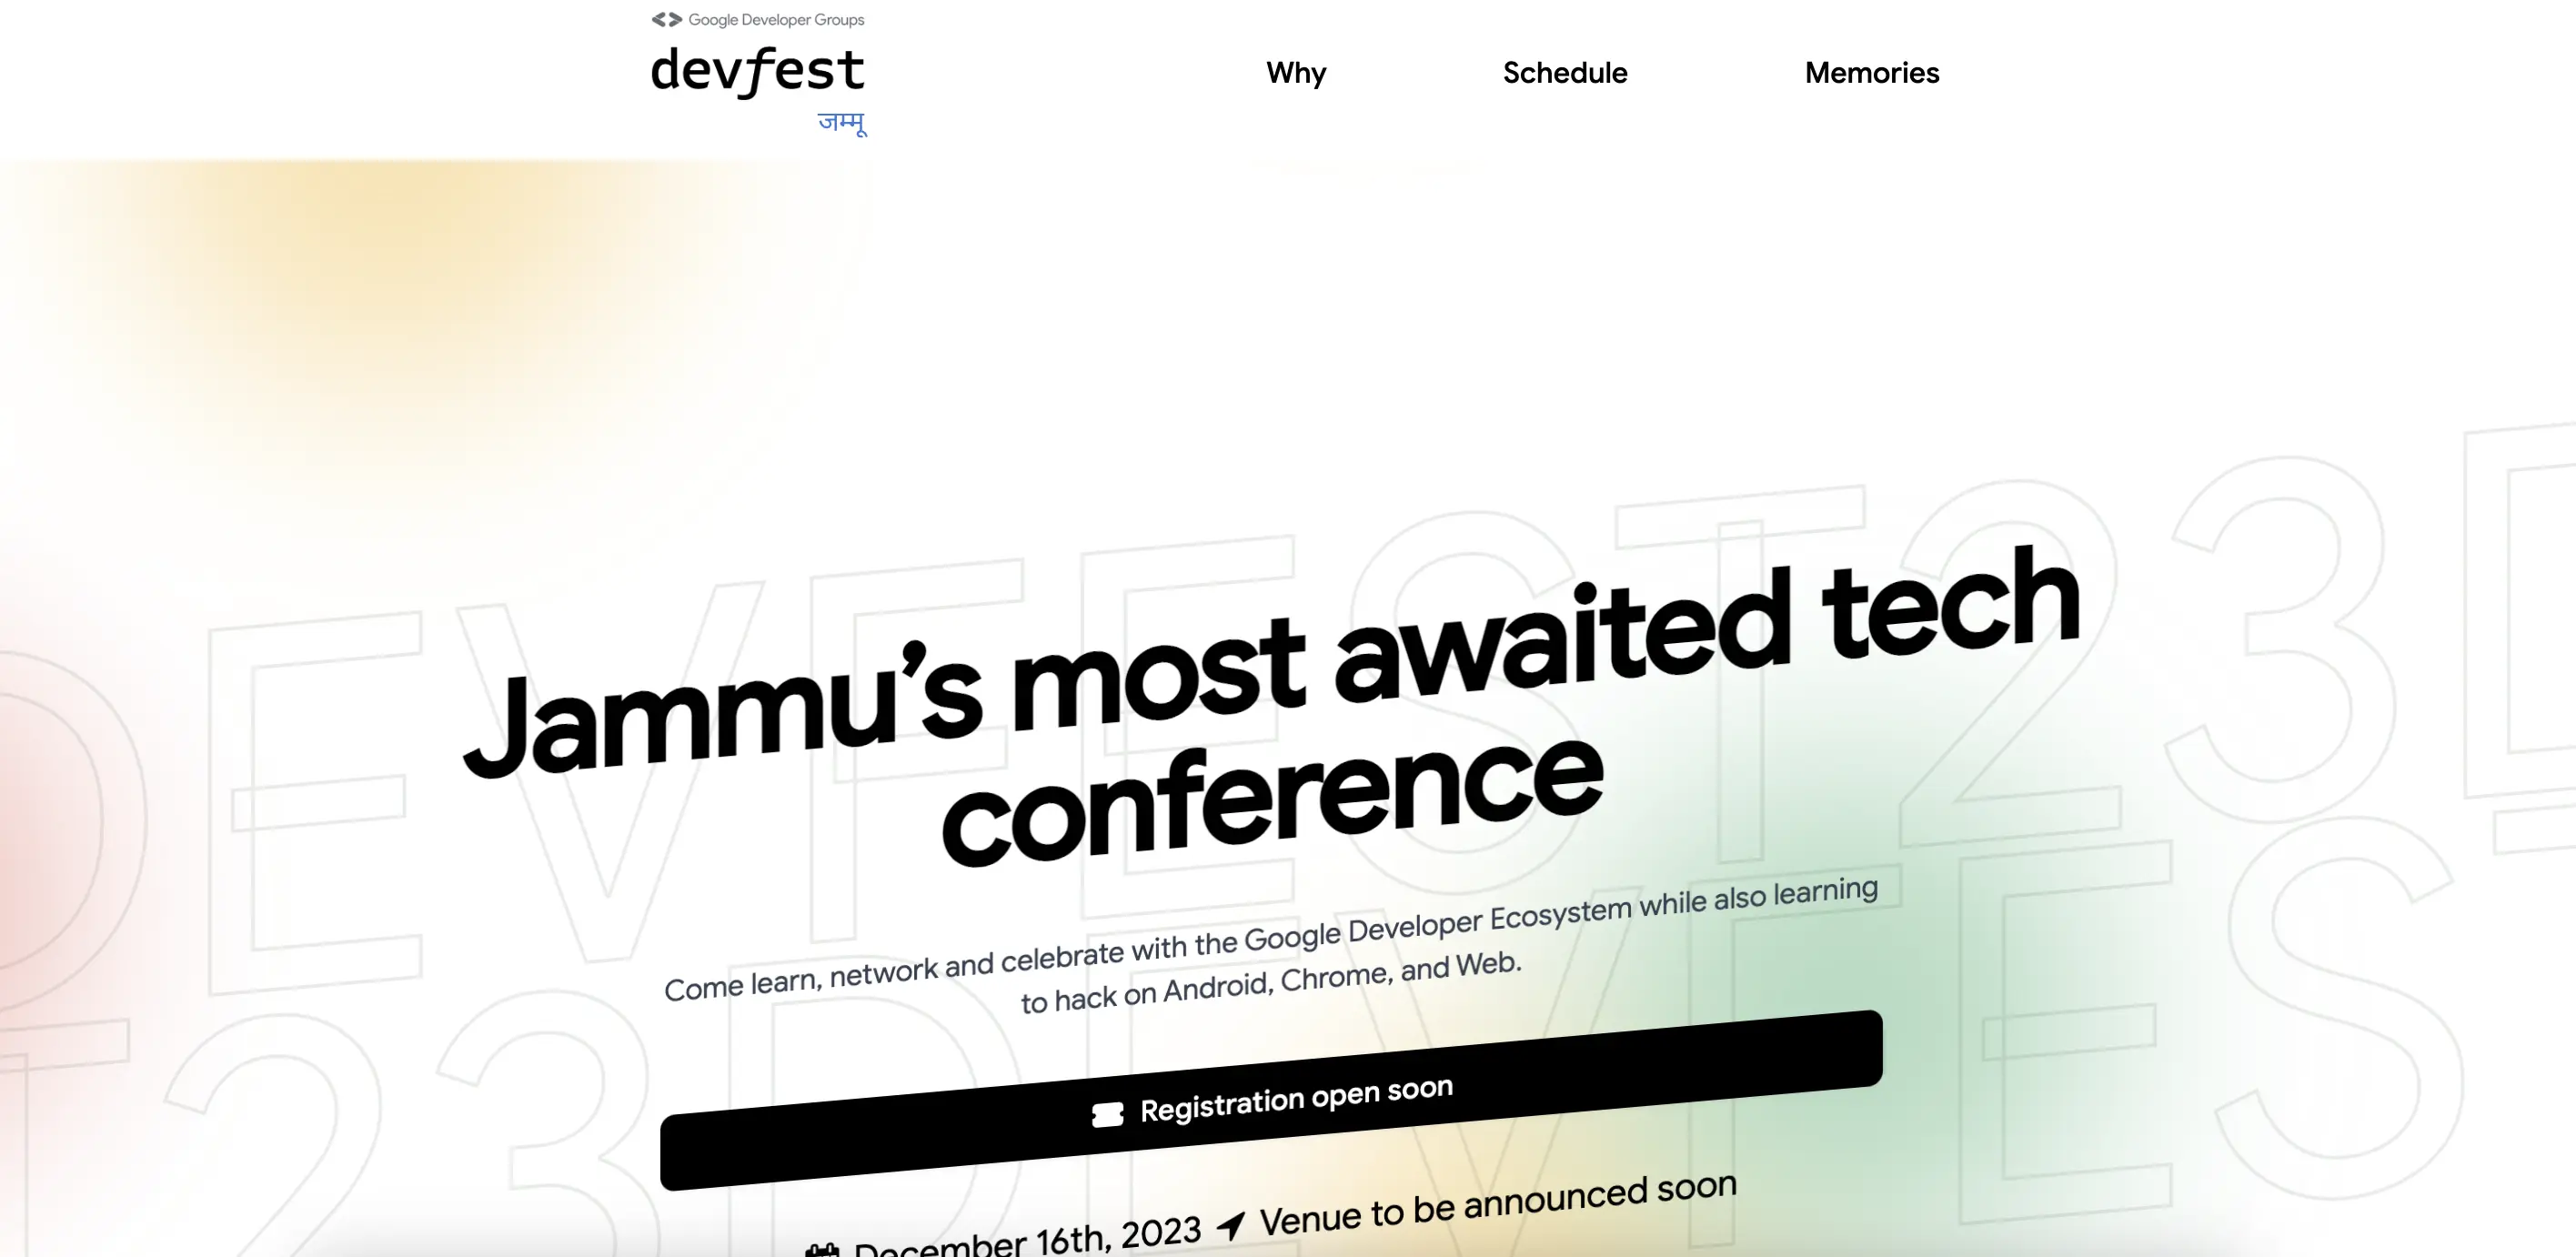 Google Developer Groups
devfest
जम्मू
Why
Schedule
Memories
DEVFEST23D
Jammu’s most awaited tech
conference
T23DEVFEST
Come learn, network and celebrate with the Google Developer Ecosystem while also learning
to hack on Android, Chrome, and Web.
Registration open soon
December 16th, 2023 Venue to be announced soon